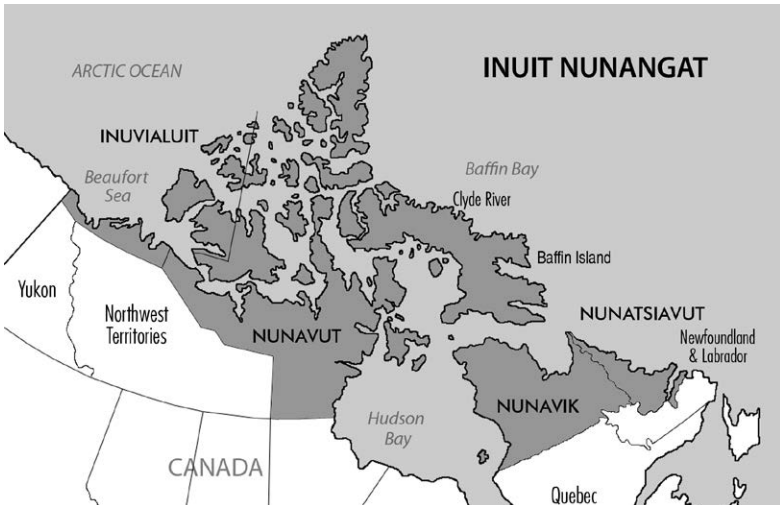 INUIT NUNANGAT
ARCTIC OCEAN
INUVIALUIT
Beaufort
Sea
Baffin Bay
Clyde River
Baffin Island
Yukon
Northwest
Territories
NUNAVUT
NUNATSIAVUT
Newfoundland
& Labrador
NUNAVIK
Hudson
Bay
CANADA
Quebec